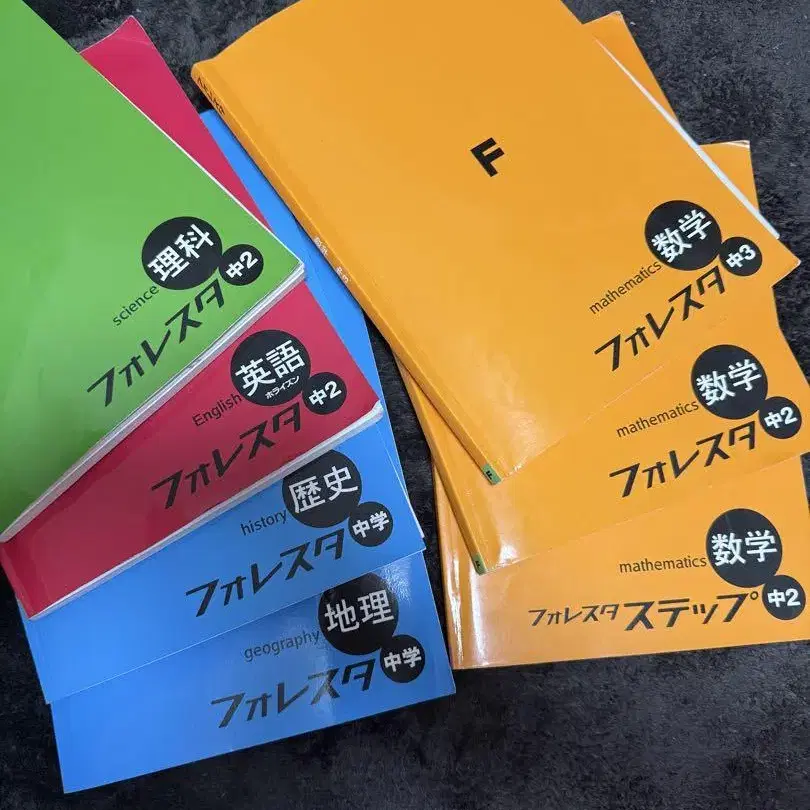 理科
中2
science
フォレスタ
英語
ホライズン
中2
English
フォレスタ
歴史
中学
history
フォレスタ
地理
中学
geography
フォレスタ
F
数学
中3
mathematics
フォレスタ
数学
中2
mathematics
フォレスタ
数学
中2
mathematics
フォレスタ ステップ